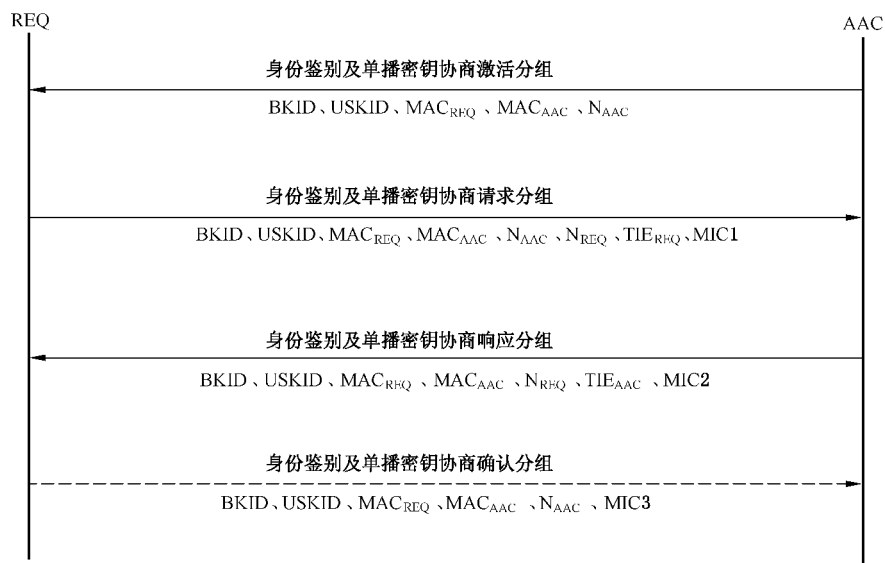 REQ AAC
身份鉴别及单播密钥协商激活分组
BKID、USKID、MAC_REQ、MAC_AAC、N_AAC
身份鉴别及单播密钥协商请求分组
BKID、USKID、MAC_REQ、MAC_AAC、N_AAC、N_REQ、TIE_REQ、MIC1
身份鉴别及单播密钥协商响应分组
BKID、USKID、MAC_REQ、MAC_AAC、N_REQ、TIE_AAC、MIC2
身份鉴别及单播密钥协商确认分组
BKID、USKID、MAC_REQ、MAC_AAC、N_AAC、MIC3